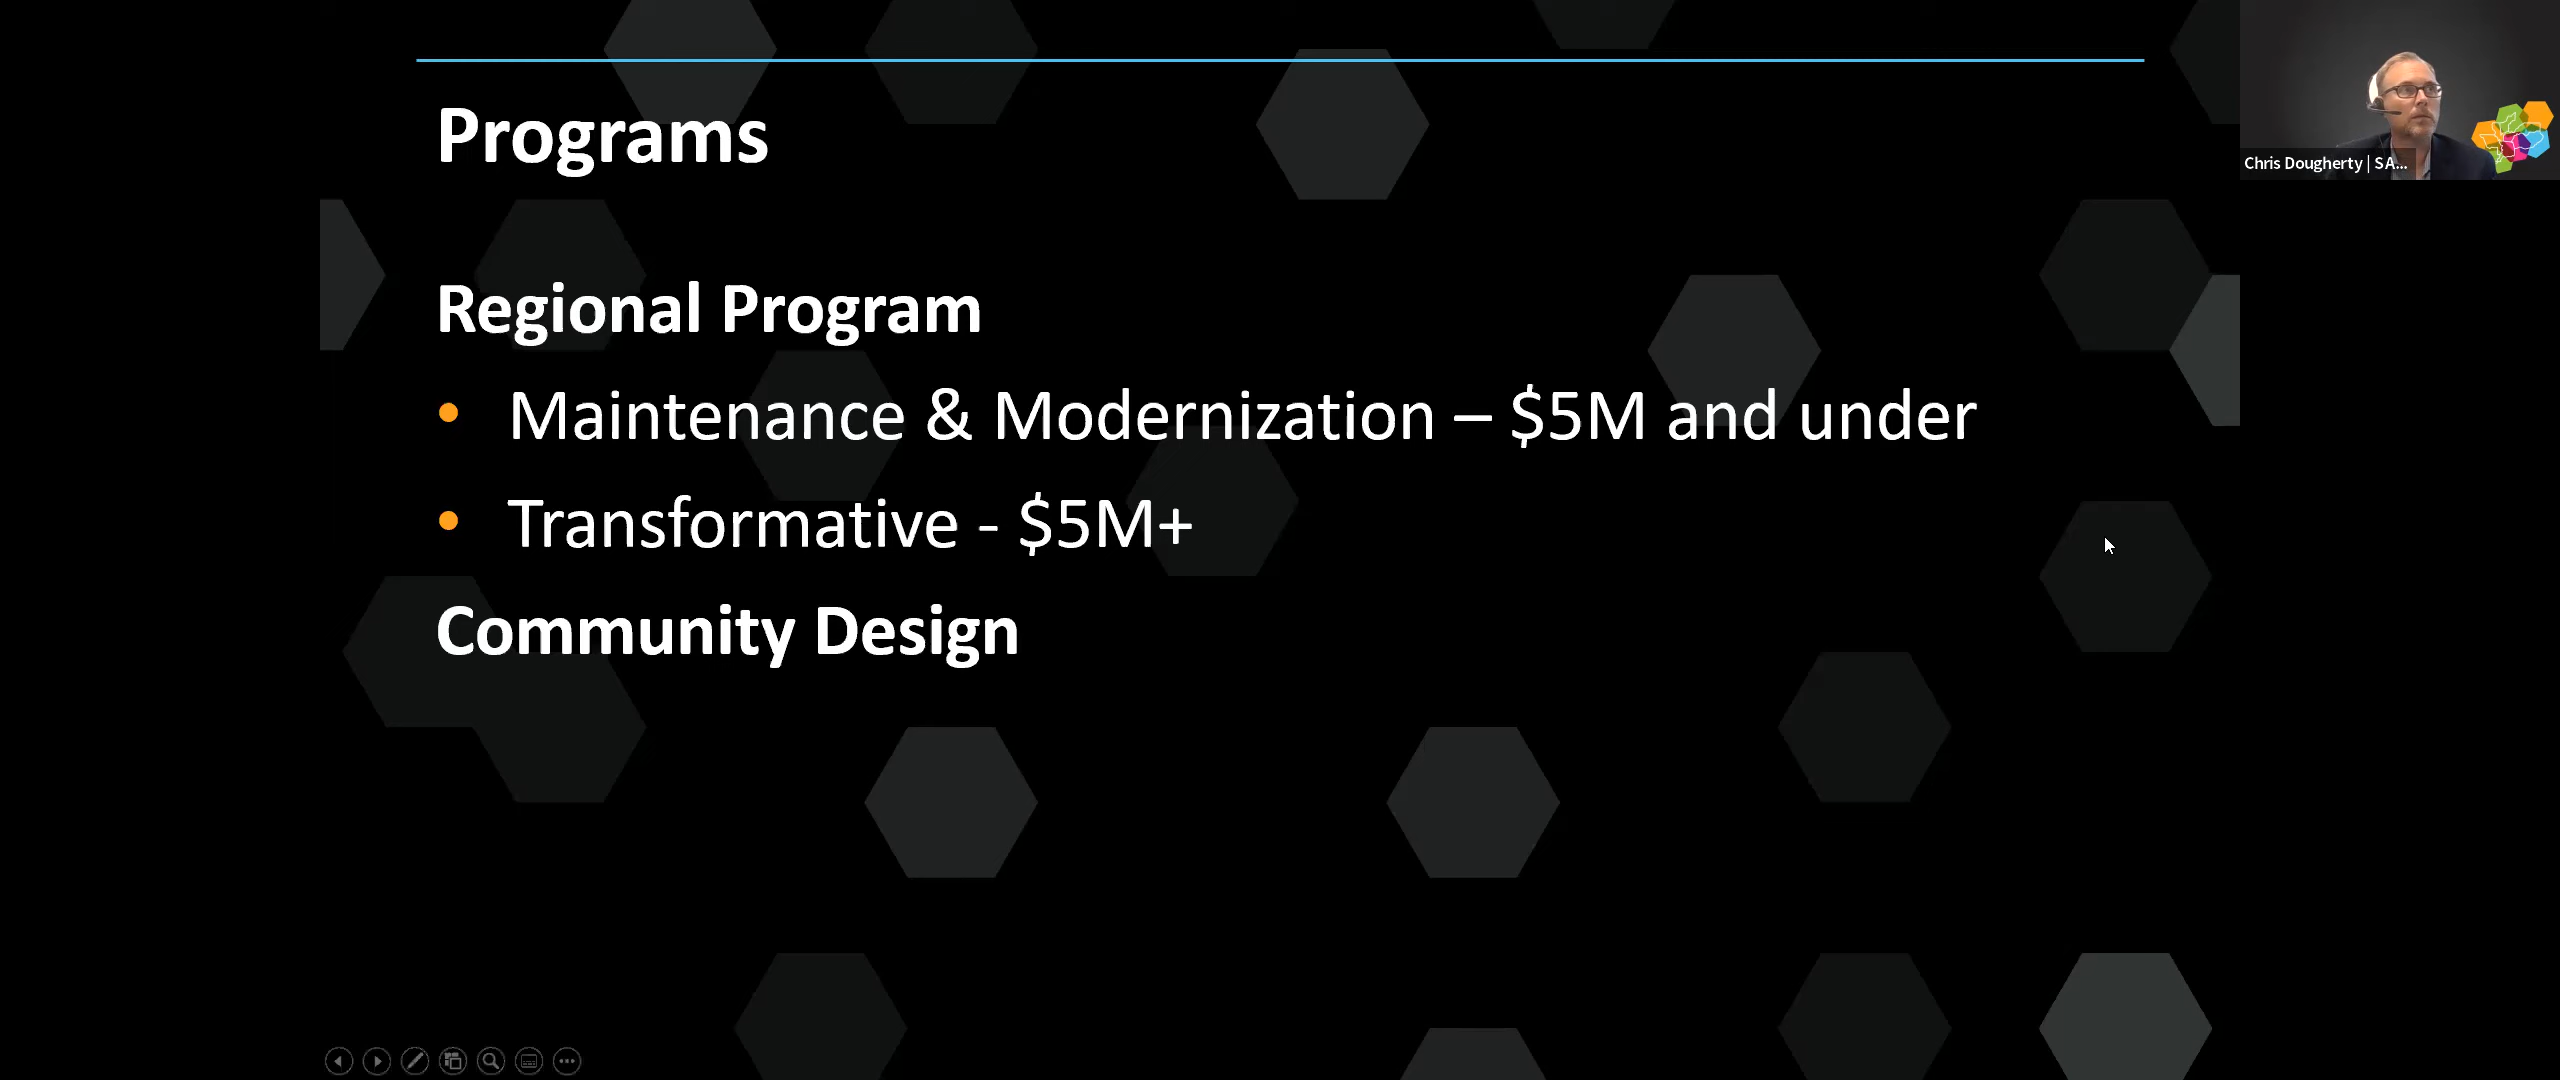 Programs
Regional Program
• Maintenance & Modernization – $5M and under
• Transformative - $5M+
Community Design
Chris Dougherty | SA...